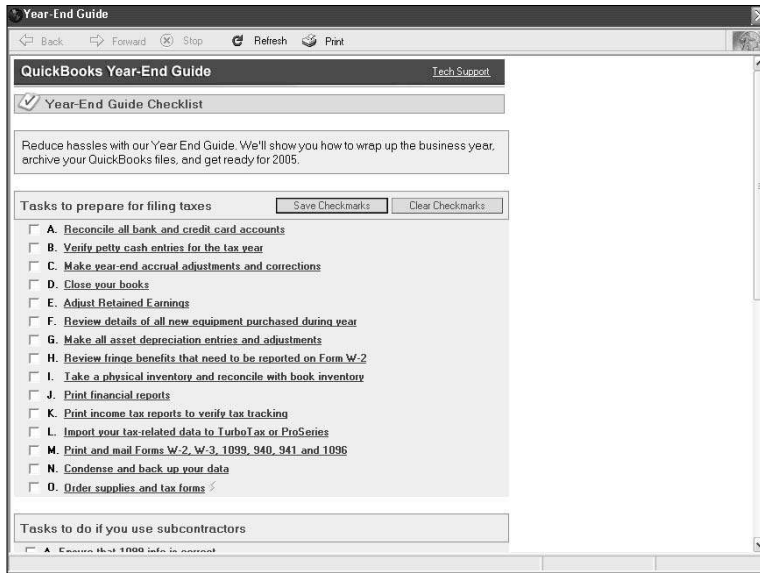 Year-End Guide
Back Forward Stop Refresh Print
QuickBooks Year-End Guide Tech Support
Year-End Guide Checklist
Reduce hassles with our Year End Guide. We'll show you how to wrap up the business year,
archive your QuickBooks files, and get ready for 2005.
Tasks to prepare for filing taxes Save Checkmarks Clear Checkmarks
A. Reconcile all bank and credit card accounts
B. Verify petty cash entries for the tax year
C. Make year-end accrual adjustments and corrections
D. Close your books
E. Adjust Retained Earnings
F. Review details of all new equipment purchased during year
G. Make all asset depreciation entries and adjustments
H. Review fringe benefits that need to be reported on Form W-2
I. Take a physical inventory and reconcile with book inventory
J. Print financial reports
K. Print income tax reports to verify tax tracking
L. Import your tax-related data to TurboTax or ProSeries
M. Print and mail Forms W-2, W-3, 1099, 940, 941 and 1096
N. Condense and back up your data
O. Order supplies and tax forms
Tasks to do if you use subcontractors
A. Ensure that 1099 info is correct